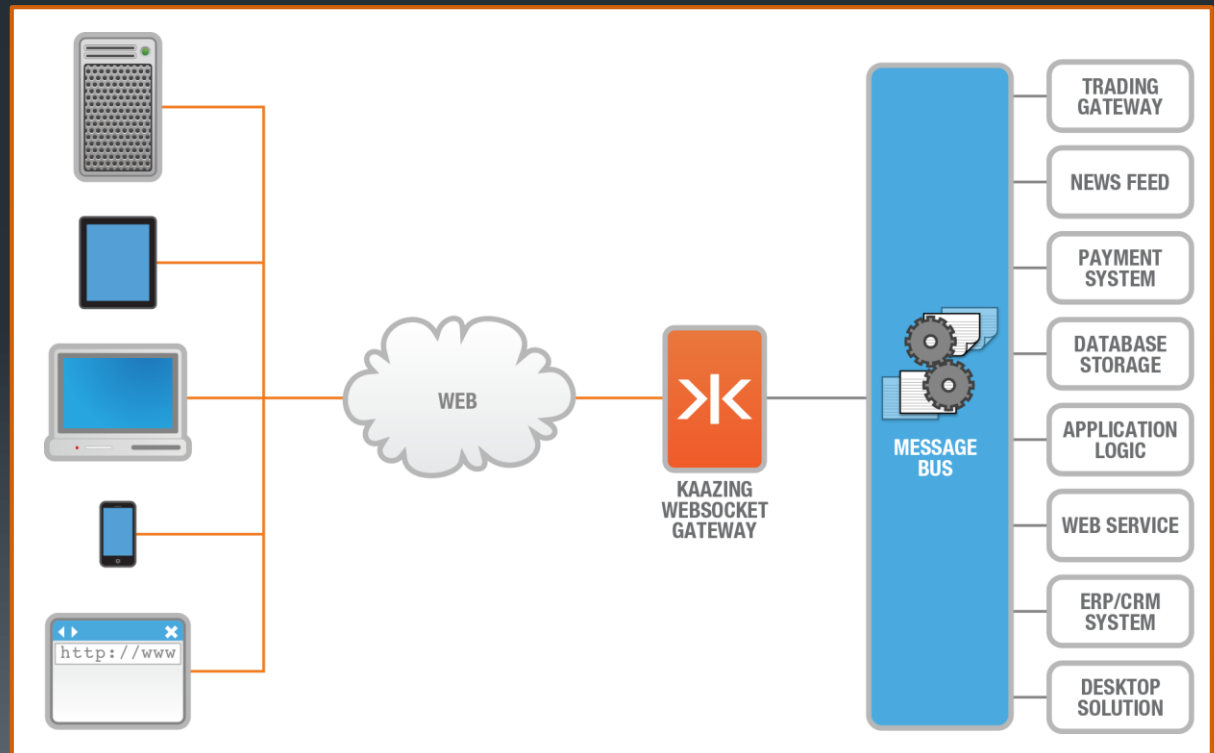 http://www
WEB
KAAZING
WEBSOCKET
GATEWAY
MESSAGE
BUS
TRADING
GATEWAY
NEWS FEED
PAYMENT
SYSTEM
DATABASE
STORAGE
APPLICATION
LOGIC
WEB SERVICE
ERP/CRM
SYSTEM
DESKTOP
SOLUTION